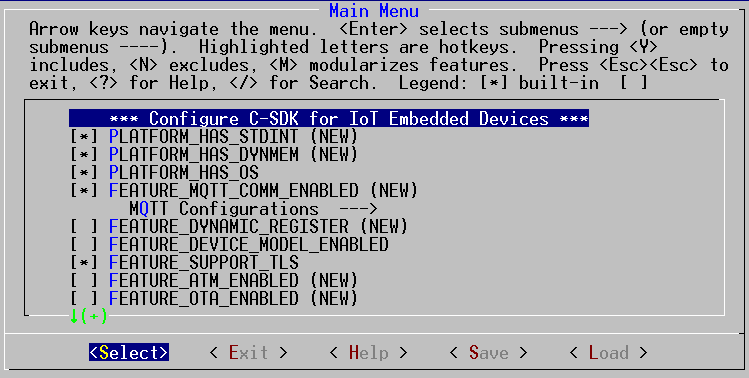 Main Menu
Arrow keys navigate the menu.  <Enter> selects submenus ---> (or empty
submenus ----).  Highlighted letters are hotkeys.  Pressing <Y>
includes, <N> excludes, <M> modularizes features.  Press <Esc><Esc> to
exit, <?> for Help, </> for Search.  Legend: [*] built-in  [ ]
*** Configure C-SDK for IoT Embedded Devices ***
[*] PLATFORM_HAS_STDINT (NEW)
[*] PLATFORM_HAS_DYNMEM (NEW)
[*] PLATFORM_HAS_OS
[*] FEATURE_MQTT_COMM_ENABLED (NEW)
MQTT Configurations  --->
[ ] FEATURE_DYNAMIC_REGISTER (NEW)
[ ] FEATURE_DEVICE_MODEL_ENABLED
[*] FEATURE_SUPPORT_TLS
[ ] FEATURE_ATM_ENABLED (NEW)
[ ] FEATURE_OTA_ENABLED (NEW)
↓(+)
<Select>    < Exit >    < Help >    < Save >    < Load >